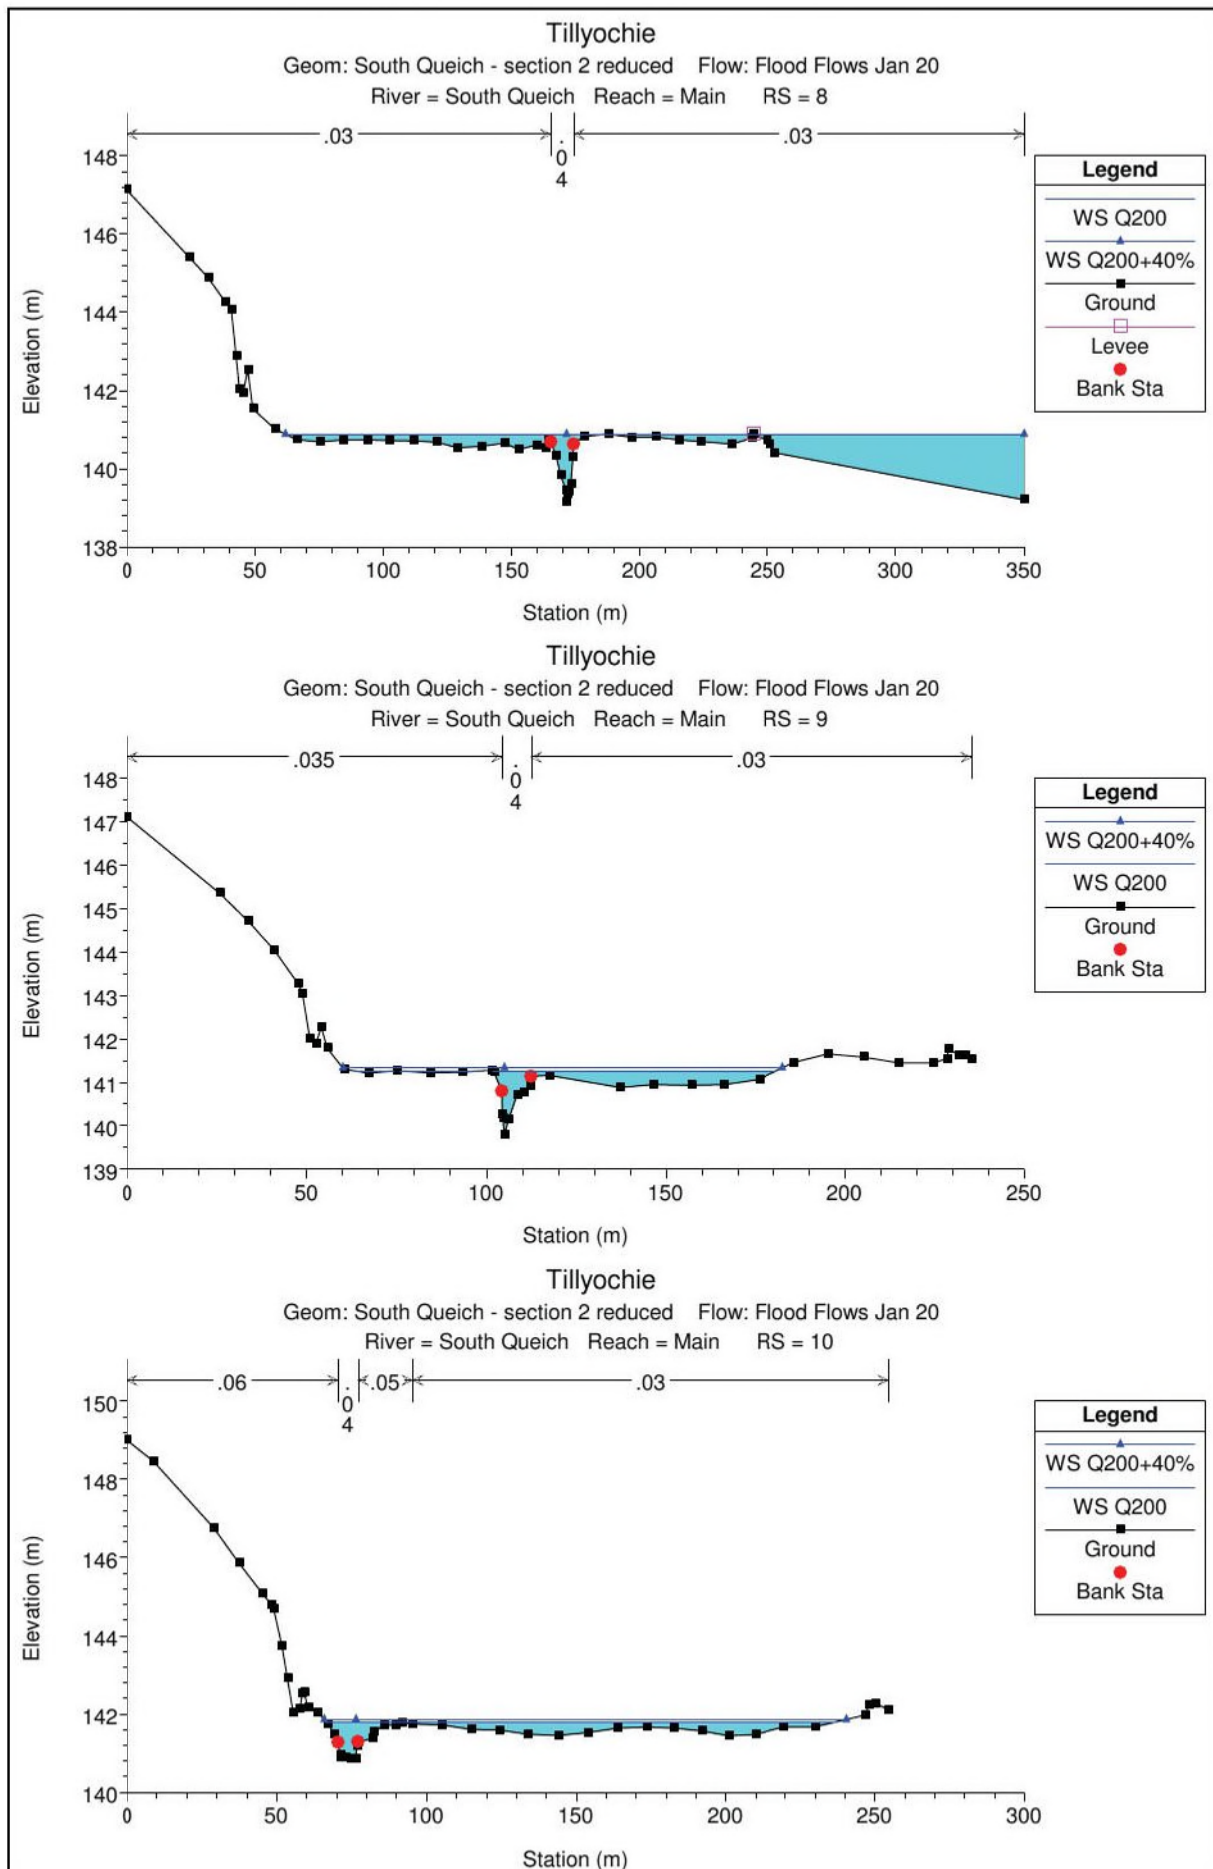 Tillyochie
Geom: South Queich - section 2 reduced Flow: Flood Flows Jan 20
River = South Queich Reach = Main RS = 8
.03 .04 .03
Legend
WS Q200
WS Q200+40%
Ground
Levee
Bank Sta
148
146
144
142
140
138
Elevation (m)
0 50 100 150 200 250 300 350
Station (m)
Tillyochie
Geom: South Queich - section 2 reduced Flow: Flood Flows Jan 20
River = South Queich Reach = Main RS = 9
.035 .04 .03
Legend
WS Q200+40%
WS Q200
Ground
Bank Sta
148
147
146
145
144
143
142
141
140
139
Elevation (m)
0 50 100 150 200 250
Station (m)
Tillyochie
Geom: South Queich - section 2 reduced Flow: Flood Flows Jan 20
River = South Queich Reach = Main RS = 10
.06 .04 .05 .03
Legend
WS Q200+40%
WS Q200
Ground
Bank Sta
150
148
146
144
142
140
Elevation (m)
0 50 100 150 200 250 300
Station (m)